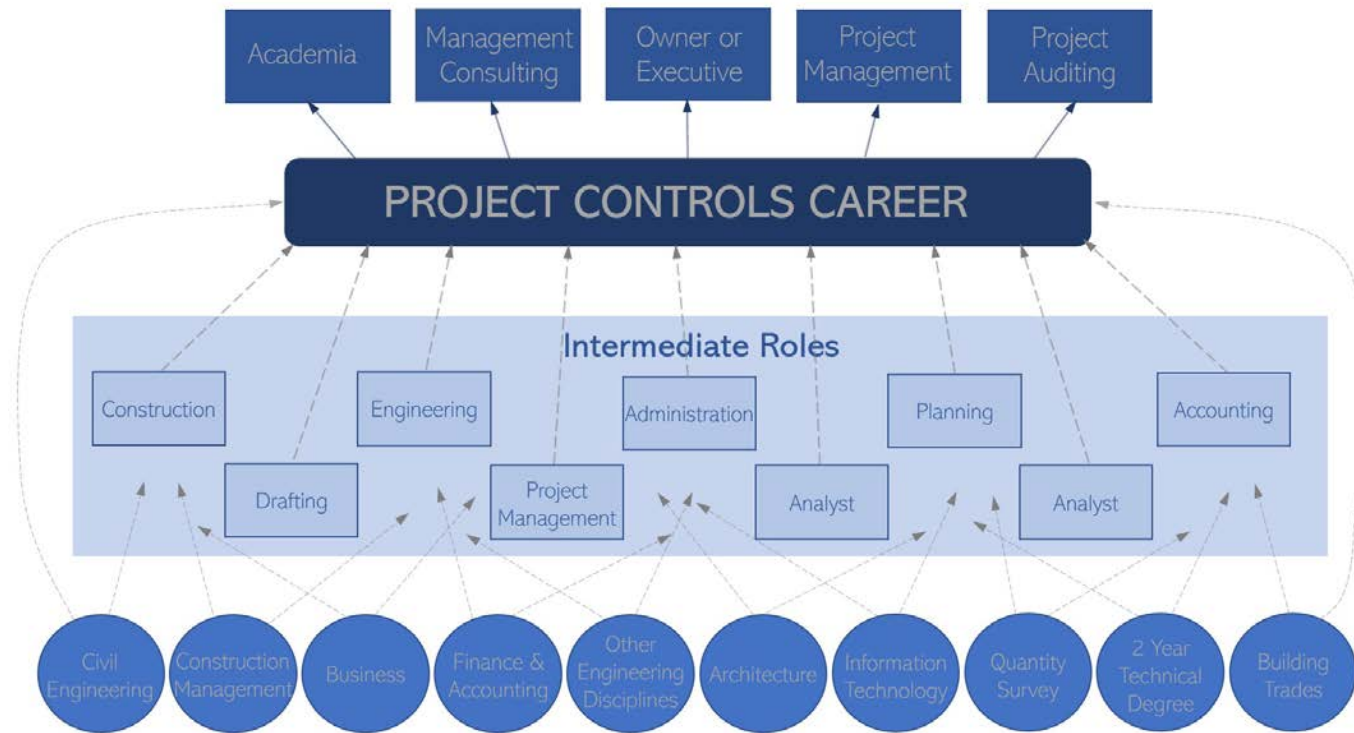 Academia
Management
Consulting
Owner or
Executive
Project
Management
Project
Auditing
PROJECT CONTROLS CAREER
Intermediate Roles
Construction
Engineering
Administration
Planning
Accounting
Drafting
Project
Management
Analyst
Analyst
Civil
Engineering
Construction
Management
Business
Finance &
Accounting
Other
Engineering
Disciplines
Architecture
Information
Technology
Quantity
Survey
2 Year
Technical
Degree
Building
Trades